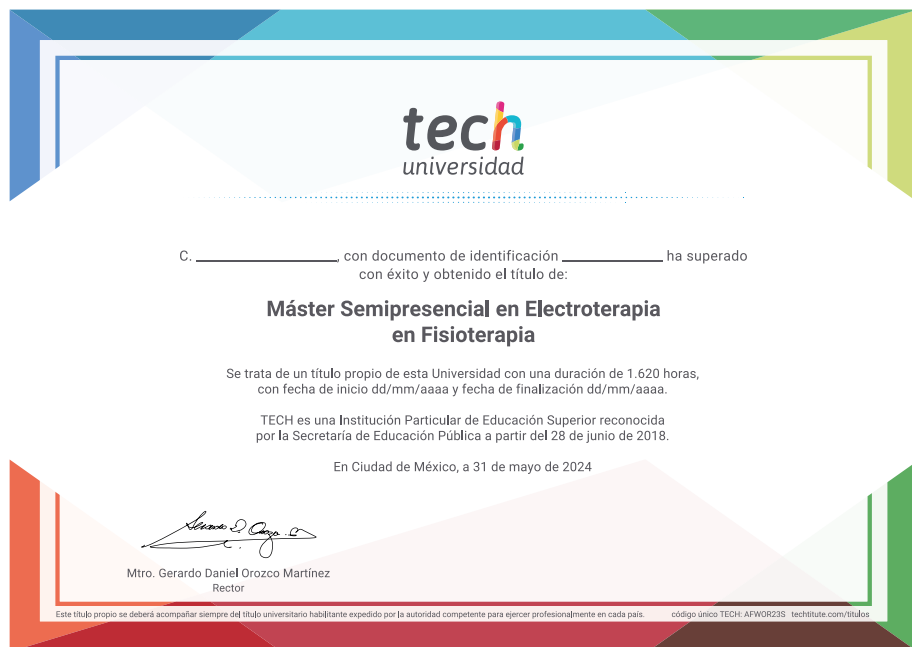 tech
universidad
C. ____________________, con documento de identificación ______________ ha superado
con éxito y obtenido el título de:
Máster Semipresencial en Electroterapia
en Fisioterapia
Se trata de un título propio de esta Universidad con una duración de 1.620 horas,
con fecha de inicio dd/mm/aaaa y fecha de finalización dd/mm/aaaa.
TECH es una Institución Particular de Educación Superior reconocida
por la Secretaría de Educación Pública a partir del 28 de junio de 2018.
En Ciudad de México, a 31 de mayo de 2024
Mtro. Gerardo Daniel Orozco Martínez
Rector
Este título propio se deberá acompañar siempre del título universitario habilitante expedido por la autoridad competente para ejercer profesionalmente en cada país. código único TECH: AFWOR23S techtitute.com/titulos